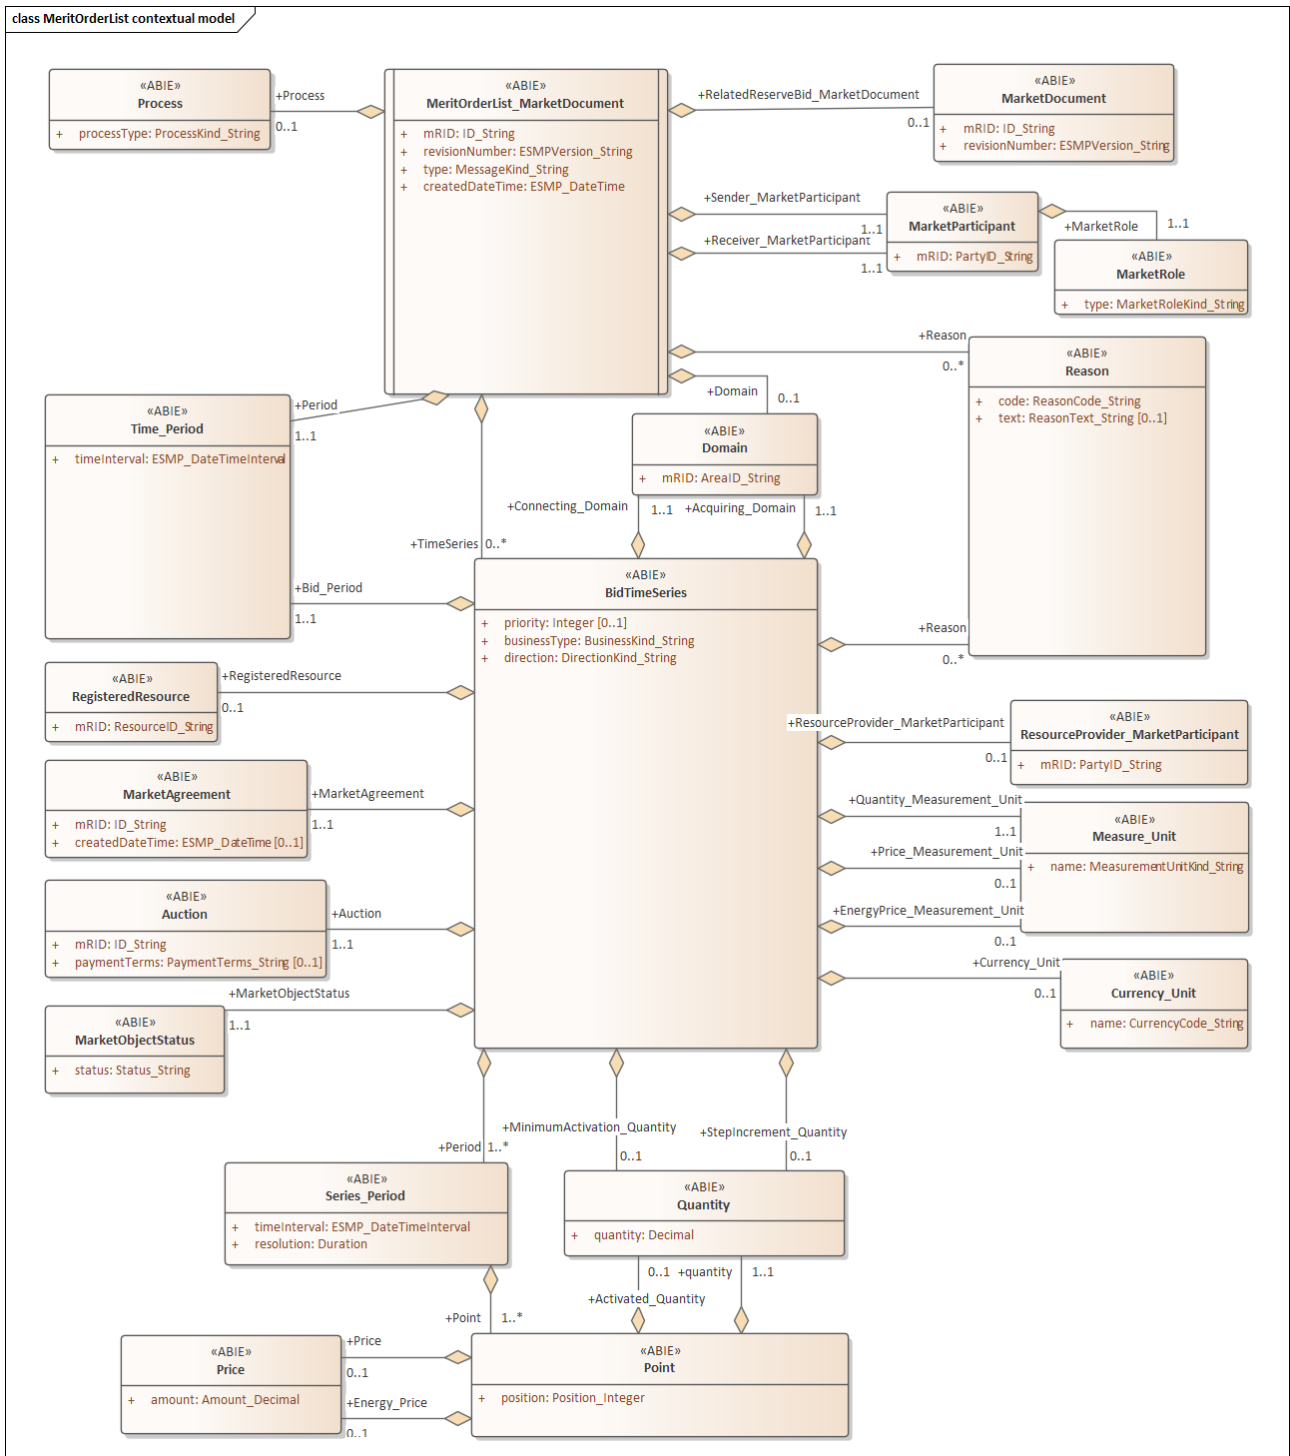 class MeritOrderList contextual model
«ABIE»
Process
+ processType: ProcessKind_String
+Process
0..1
«ABIE»
MeritOrderList_MarketDocument
+ mRID: ID_String
+ revisionNumber: ESMPVersion_String
+ type: MessageKind_String
+ createdDateTime: ESMP_DateTime
+RelatedReserveBid_MarketDocument
0..1
«ABIE»
MarketDocument
+ mRID: ID_String
+ revisionNumber: ESMPVersion_String
+Sender_MarketParticipant
1..1
+Receiver_MarketParticipant
1..1
«ABIE»
MarketParticipant
+ mRID: PartyID_String
+MarketRole
1..1
«ABIE»
MarketRole
+ type: MarketRoleKind_String
+Reason
0..*
«ABIE»
Reason
+ code: ReasonCode_String
+ text: ReasonText_String [0..1]
+Domain
0..1
«ABIE»
Domain
+ mRID: AreaID_String
«ABIE»
Time_Period
+ timeInterval: ESMP_DateTimeInterval
+Period
1..1
+Connecting_Domain
1..1
+Acquiring_Domain
1..1
+TimeSeries
0..*
+Bid_Period
1..1
«ABIE»
BidTimeSeries
+ priority: Integer [0..1]
+ businessType: BusinessKind_String
+ direction: DirectionKind_String
+Reason
0..*
«ABIE»
RegisteredResource
+ mRID: ResourceID_String
+RegisteredResource
0..1
+ResourceProvider_MarketParticipant
0..1
«ABIE»
ResourceProvider_MarketParticipant
+ mRID: PartyID_String
«ABIE»
MarketAgreement
+ mRID: ID_String
+ createdDateTime: ESMP_DateTime [0..1]
+MarketAgreement
1..1
+Quantity_Measurement_Unit
1..1
+Price_Measurement_Unit
0..1
+EnergyPrice_Measurement_Unit
0..1
«ABIE»
Measure_Unit
+ name: MeasurementUnitKind_String
«ABIE»
Auction
+ mRID: ID_String
+ paymentTerms: PaymentTerms_String [0..1]
+Auction
1..1
+Currency_Unit
0..1
«ABIE»
Currency_Unit
+ name: CurrencyCode_String
+MarketObjectStatus
1..1
«ABIE»
MarketObjectStatus
+ status: Status_String
+Period
1..*
+MinimumActivation_Quantity
0..1
+StepIncrement_Quantity
0..1
«ABIE»
Series_Period
+ timeInterval: ESMP_DateTimeInterval
+ resolution: Duration
«ABIE»
Quantity
+ quantity: Decimal
0..1
+quantity
1..1
+Activated_Quantity
+Point
1..*
«ABIE»
Price
+ amount: Amount_Decimal
+Price
0..1
+Energy_Price
0..1
«ABIE»
Point
+ position: Position_Integer